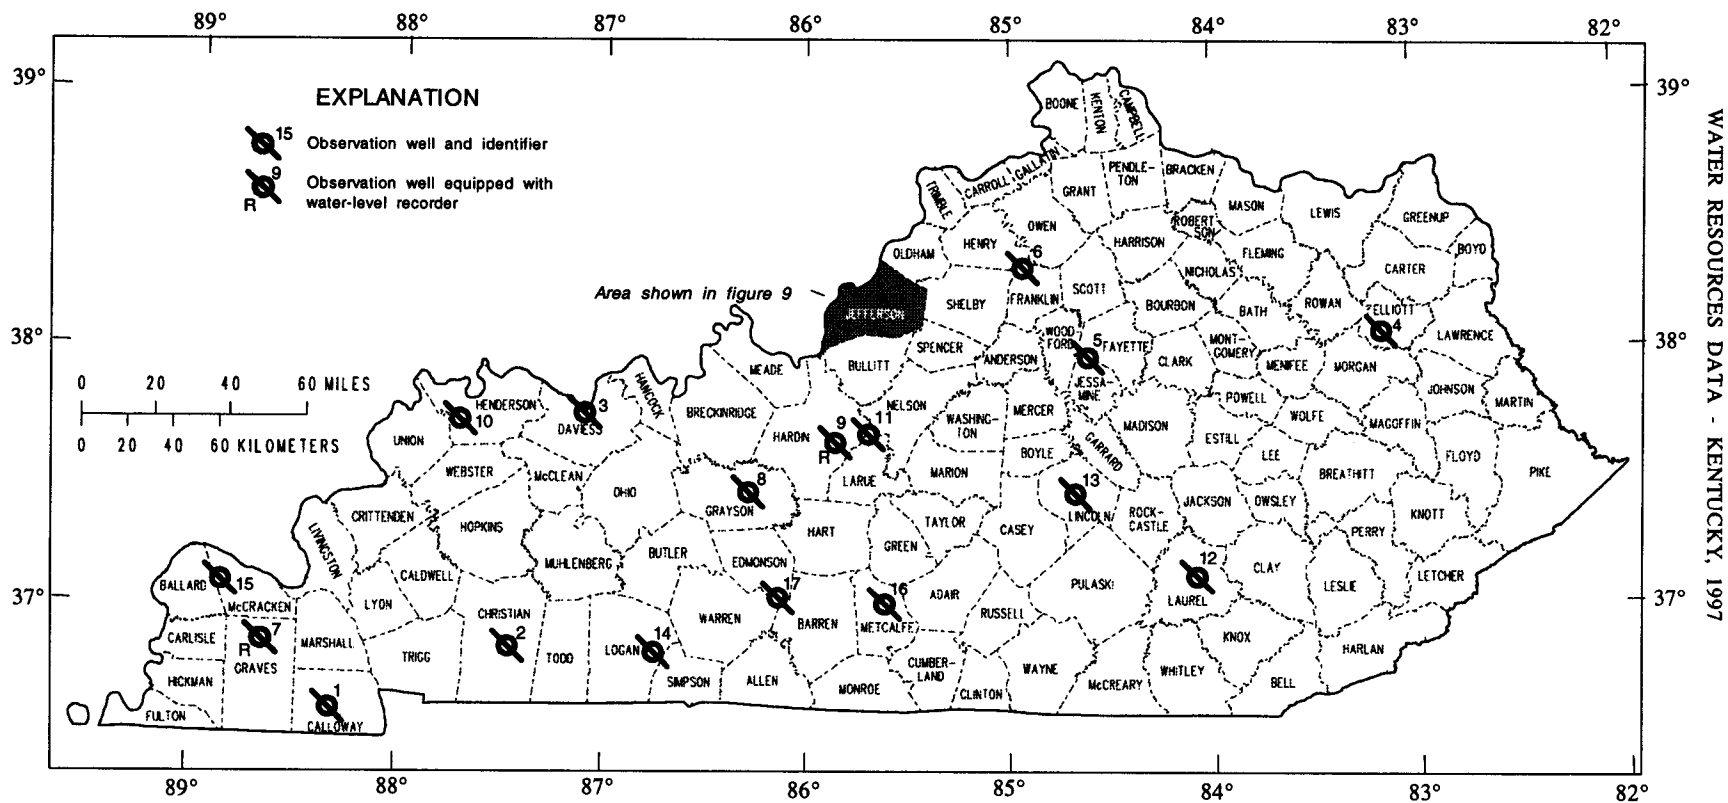 89° 88° 87° 86° 85° 84° 83° 82°
39° 39°
EXPLANATION
15
Observation well and identifier
9
R
Observation well equipped with
water-level recorder
Area shown in figure 9
WATER RESOURCES DATA - KENTUCKY, 1997
BOONE
KENTON
CAMPBELL
GALLATIN
CARROLL
TRIMBLE
GRANT
PENDLE-
TON
BRACKEN
MASON
LEWIS
GREENUP
BOYD
OWEN
ROBERT
SON
HENRY
OLDHAM
HARRISON
FLEMING
CARTER
NICHOLAS
6
SCOTT
FRANKLIN
SHELBY
JEFFERSON
BOURBON
BATH
ROWAN
ELLIOTT
4
LAWRENCE
38° 38°
WOOD
FORD
5
FAYETTE
CLARK
MONT-
GOMERY
MENIFEE
MORGAN
SPENCER
ANDERSON
BULLITT
MEADE
JESSA
MINE
POWELL
WOLFE
JOHNSON
MARTIN
MAGOFFIN
0 20 40 60 MILES
0 20 40 60 KILOMETERS
HANCOCK
BRECKINRIDGE
NELSON
WASHING-
TON
MERCER
MADISON
ESTILL
LEE
BREATHITT
FLOYD
PIKE
HENDERSON
10
3
DAVIESS
UNION
HARDIN
9
R
11
BOYLE
GARRARD
WEBSTER
McCLEAN
OHIO
8
GRAYSON
LARUE
MARION
13
LINCOLN
JACKSON
OWSLEY
PERRY
KNOTT
ROCK-
CASTLE
CRITTENDEN
HOPKINS
LIVINGSTON
MUHLENBERG
BUTLER
EDMONSON
HART
GREEN
TAYLOR
CASEY
PULASKI
12
LAUREL
CLAY
LESLIE
LETCHER
BALLARD
15
McCRACKEN
CALDWELL
LYON
CHRISTIAN
37° 37°
WARREN
17
BARREN
16
METCALFE
ADAIR
RUSSELL
KNOX
HARLAN
CARLISLE
7
R
GRAVES
MARSHALL
TRIGG
2
TODD
LOGAN
14
SIMPSON
ALLEN
MONROE
CUMBER-
LAND
CLINTON
WAYNE
McCREARY
WHITLEY
BELL
HICKMAN
FULTON
1
CALLOWAY
89° 88° 87° 86° 85° 84° 83° 82°